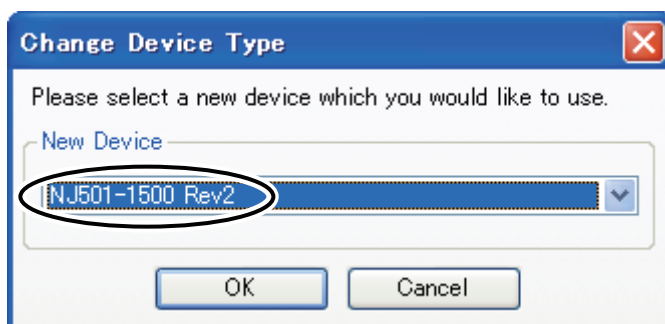 Change Device Type
Please select a new device which you would like to use.
New Device
NJ501-1500 Rev2
OK
Cancel